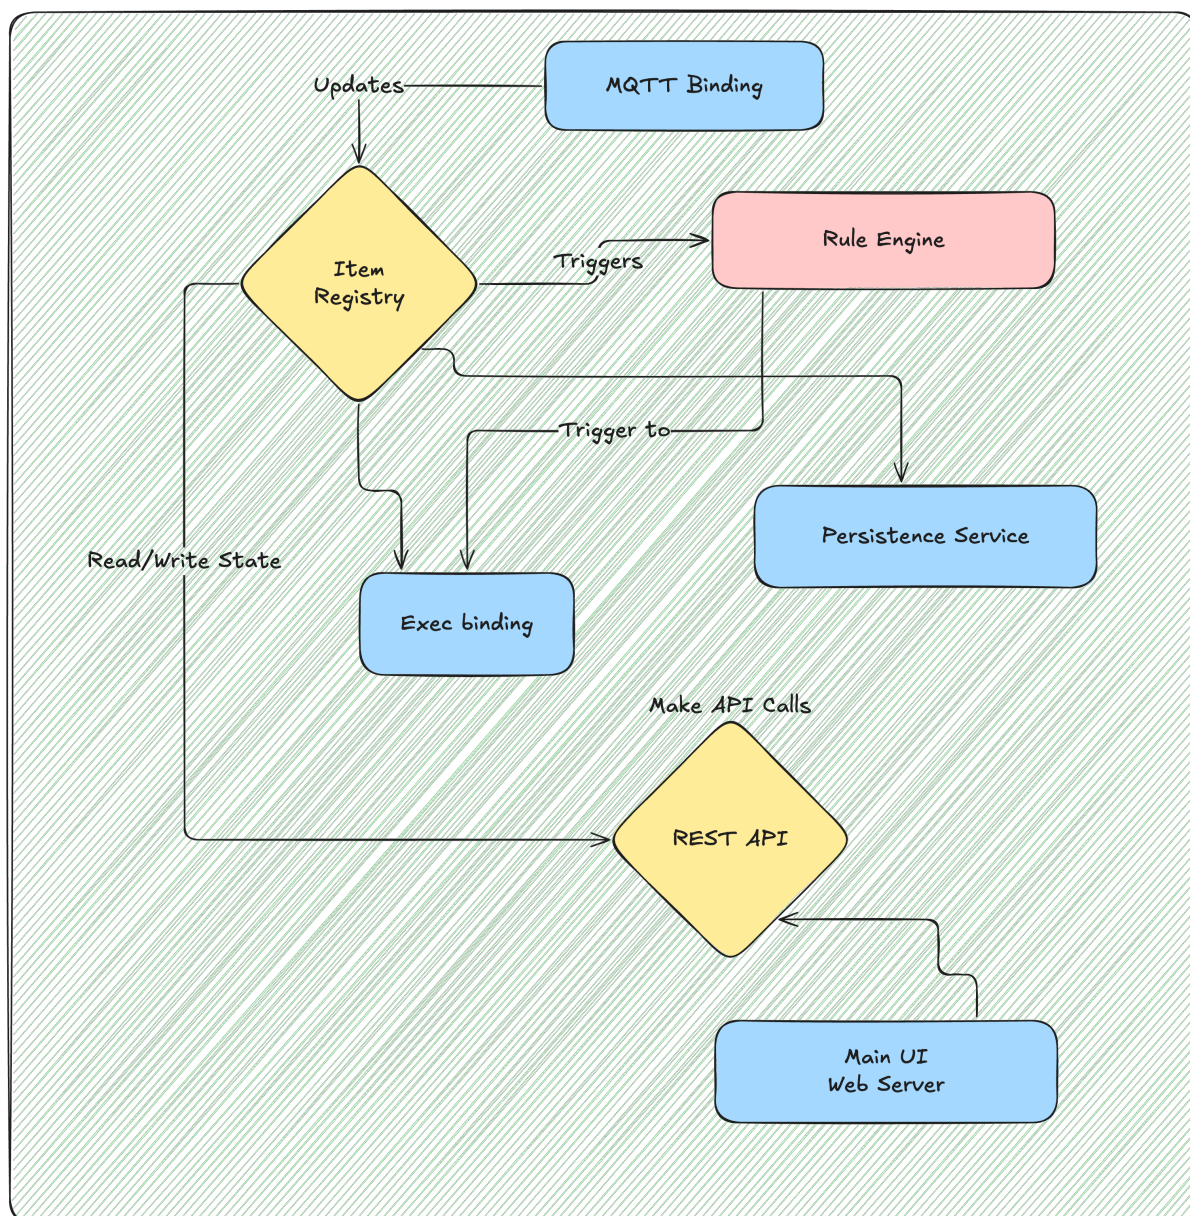 Updates
MQTT Binding
Rule Engine
Triggers
Item
Registry
Trigger to
Persistence Service
Read/Write State
Exec binding
Make API Calls
REST API
Main UI
Web Server